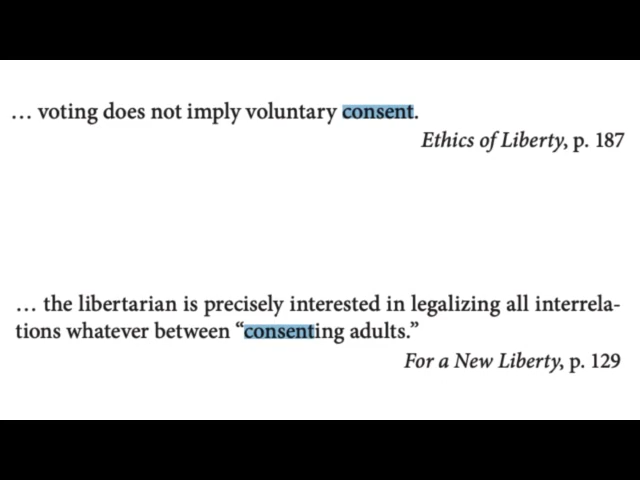 … voting does not imply voluntary consent.
Ethics of Liberty, p. 187
… the libertarian is precisely interested in legalizing all interrela-
tions whatever between “consenting adults.”
For a New Liberty, p. 129